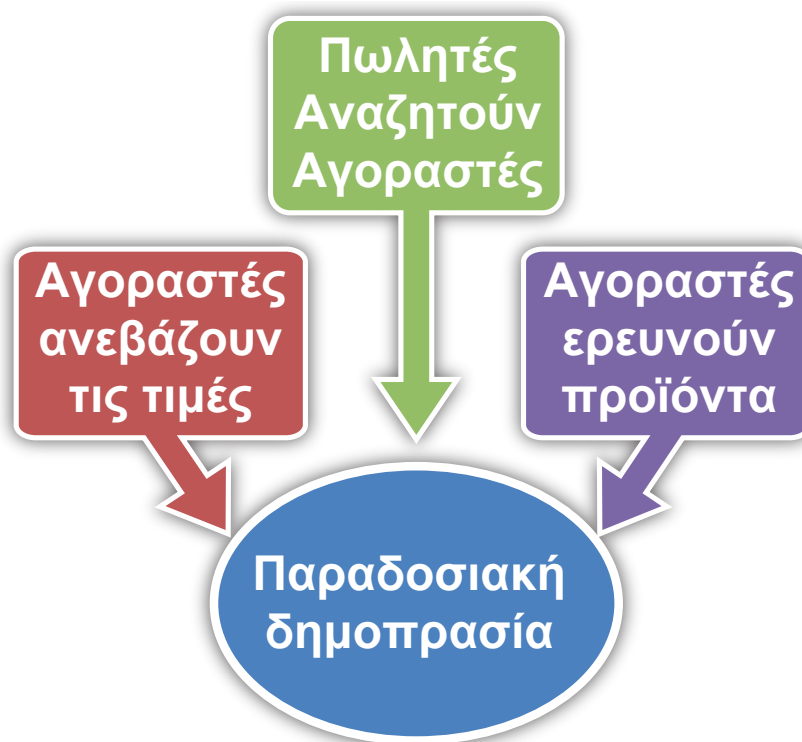 Πωλητές
Αναζητούν
Αγοραστές
Αγοραστές
ανεβάζουν
τις τιμές
Αγοραστές
ερευνούν
προϊόντα
Παραδοσιακή
δημοπρασία